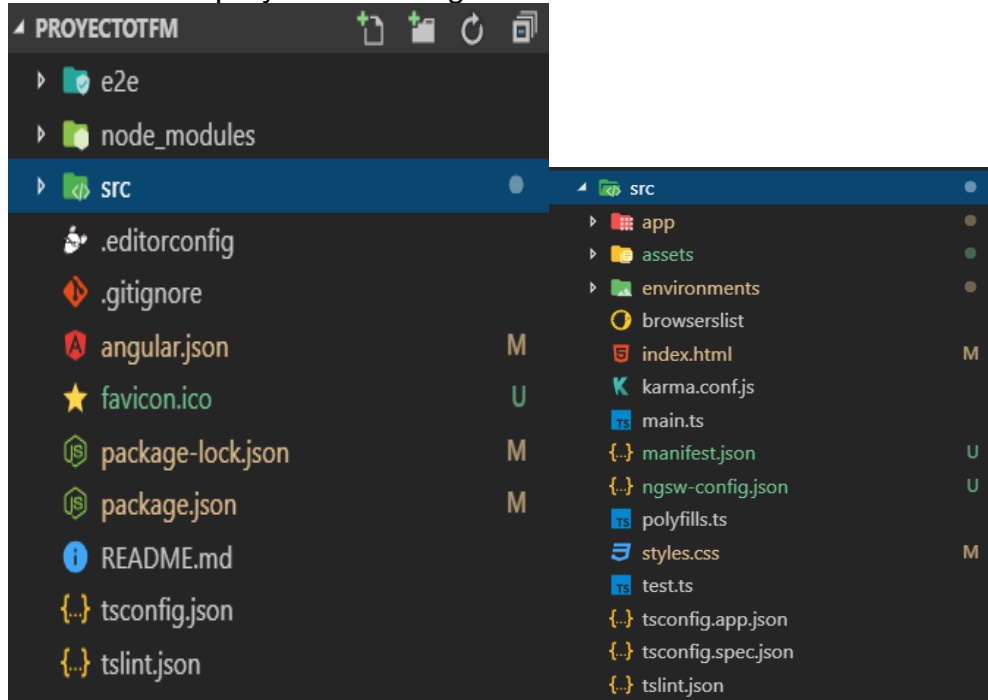 PROYECTOTFM
e2e
node_modules
src
.editorconfig
.gitignore
angular.json M
favicon.ico U
package-lock.json M
package.json M
README.md
tsconfig.json
tslint.json
src
app
assets
environments
browserslist
index.html M
karma.conf.js
main.ts
manifest.json U
ngsw-config.json U
polyfills.ts
styles.css M
test.ts
tsconfig.app.json
tsconfig.spec.json
tslint.json